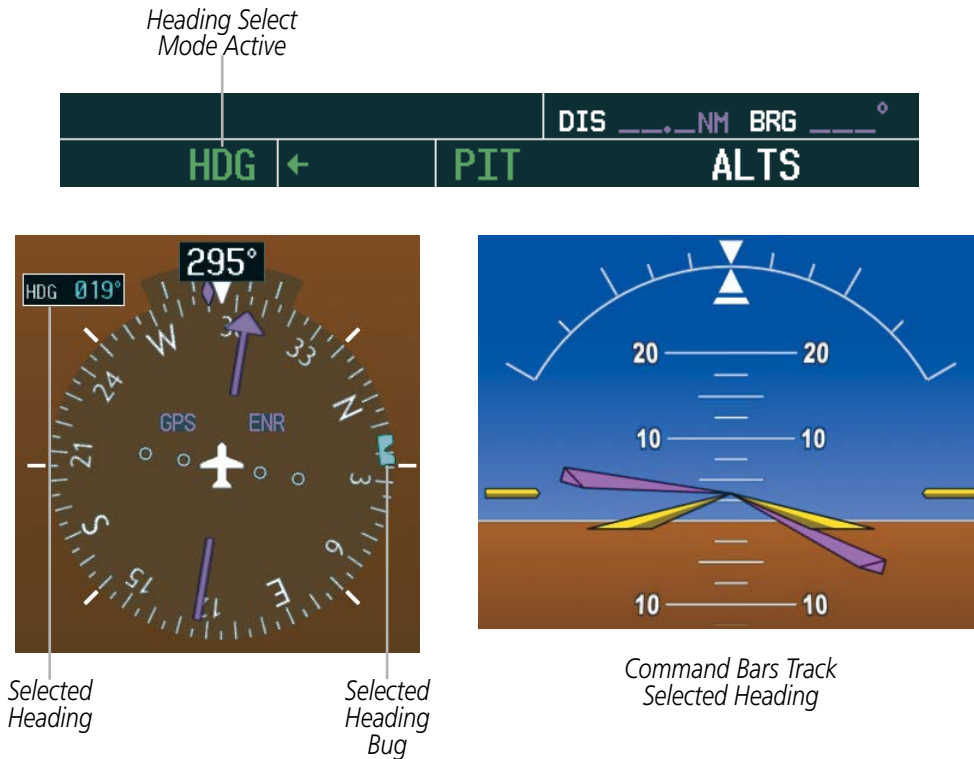 Heading Select
Mode Active
DIS __._NM BRG ___°
HDG ← PIT ALTS
295°
HDG 019°
30
33
N
3
6
E
12
15
S
21
24
W
GPS ENR
20 20
10 10
10 10
Selected
Heading
Selected
Heading
Bug
Command Bars Track
Selected Heading